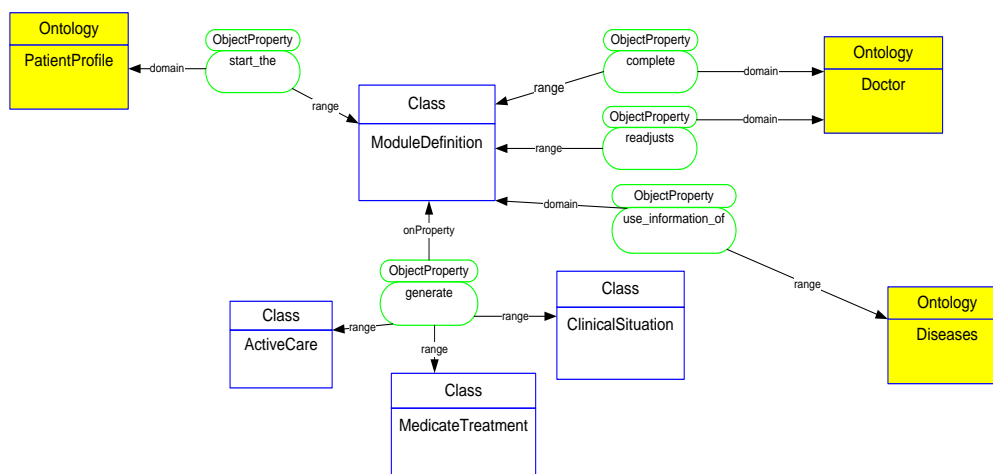 Ontology
PatientProfile
domain
ObjectProperty
start_the
range
Class
ModuleDefinition
ObjectProperty
complete
range
domain
Ontology
Doctor
ObjectProperty
readjusts
range
domain
ObjectProperty
use_information_of
domain
range
Ontology
Diseases
onProperty
ObjectProperty
generate
range
range
range
Class
ActiveCare
Class
ClinicalSituation
Class
MedicateTreatment